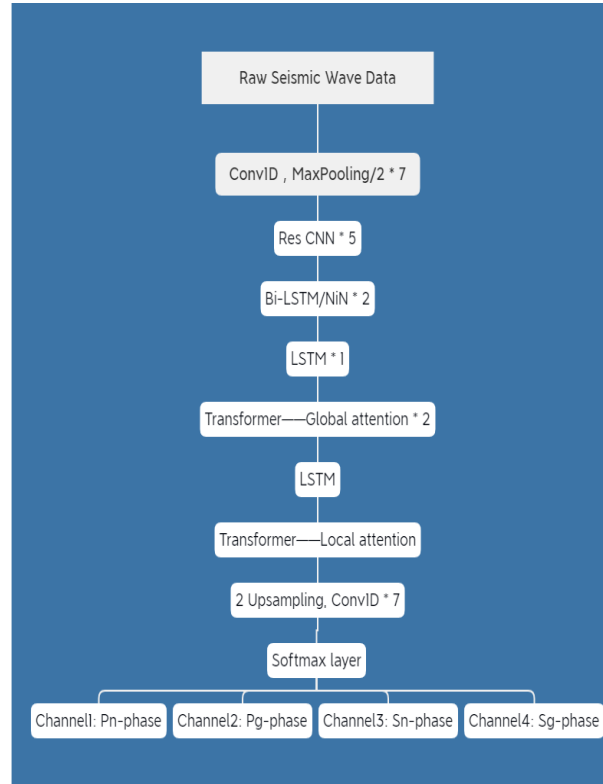 Raw Seismic Wave Data
Conv1D , MaxPooling/2 * 7
Res CNN * 5
Bi-LSTM/NiN * 2
LSTM * 1
Transformer——Global attention * 2
LSTM
Transformer——Local attention
2 Upsampling, Conv1D * 7
Softmax layer
Channel1: Pn-phase
Channel2: Pg-phase
Channel3: Sn-phase
Channel4: Sg-phase